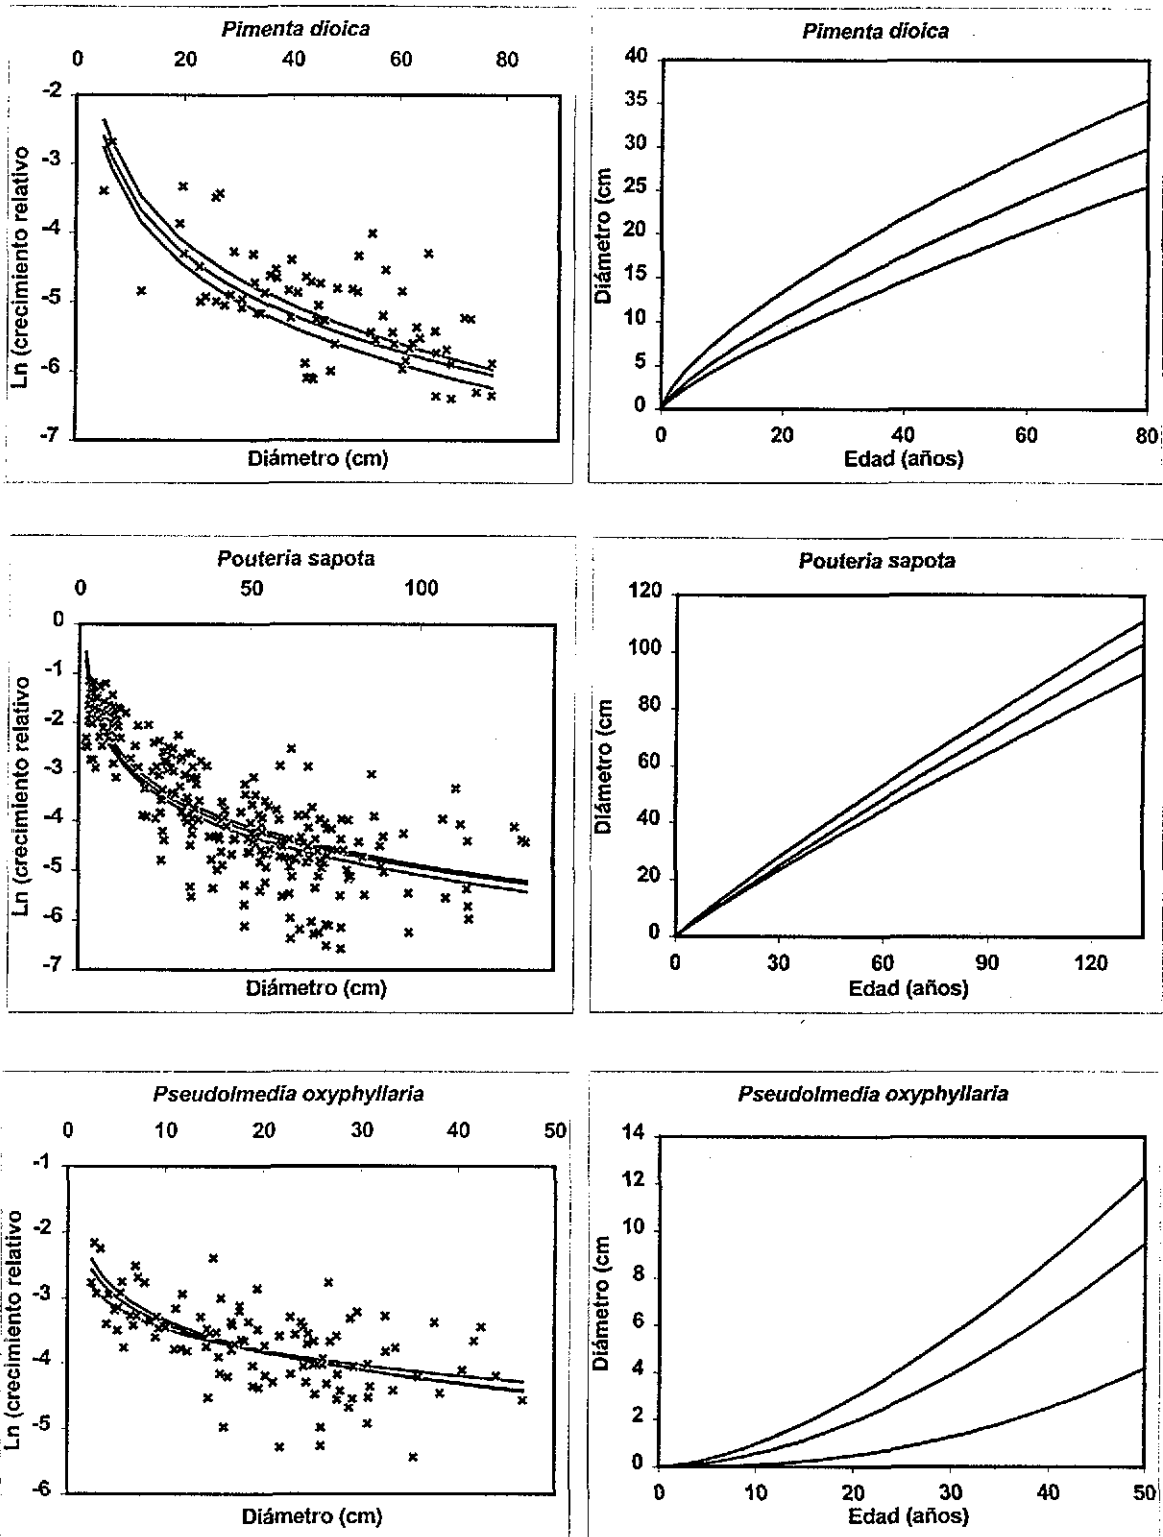 Pimenta dioica
0 20 40 60 80
-2
-3
-4
-5
-6
-7
Ln (crecimiento relativo
Diámetro (cm)
Pimenta dioica
40
35
30
25
20
15
10
5
0
Diámetro (cm
0 20 40 60 80
Edad (años)
Pouteria sapota
0 50 100
0
-1
-2
-3
-4
-5
-6
-7
Ln (crecimiento relativo
Diámetro (cm)
Pouteria sapota
120
100
80
60
40
20
0
Diámetro (cm
0 30 60 90 120
Edad (años)
Pseudolmedia oxyphyllaria
0 10 20 30 40 50
-1
-2
-3
-4
-5
-6
Ln (crecimiento relativo
Diámetro (cm)
Pseudolmedia oxyphyllaria
14
12
10
8
6
4
2
0
Diámetro (cm
0 10 20 30 40 50
Edad (años)